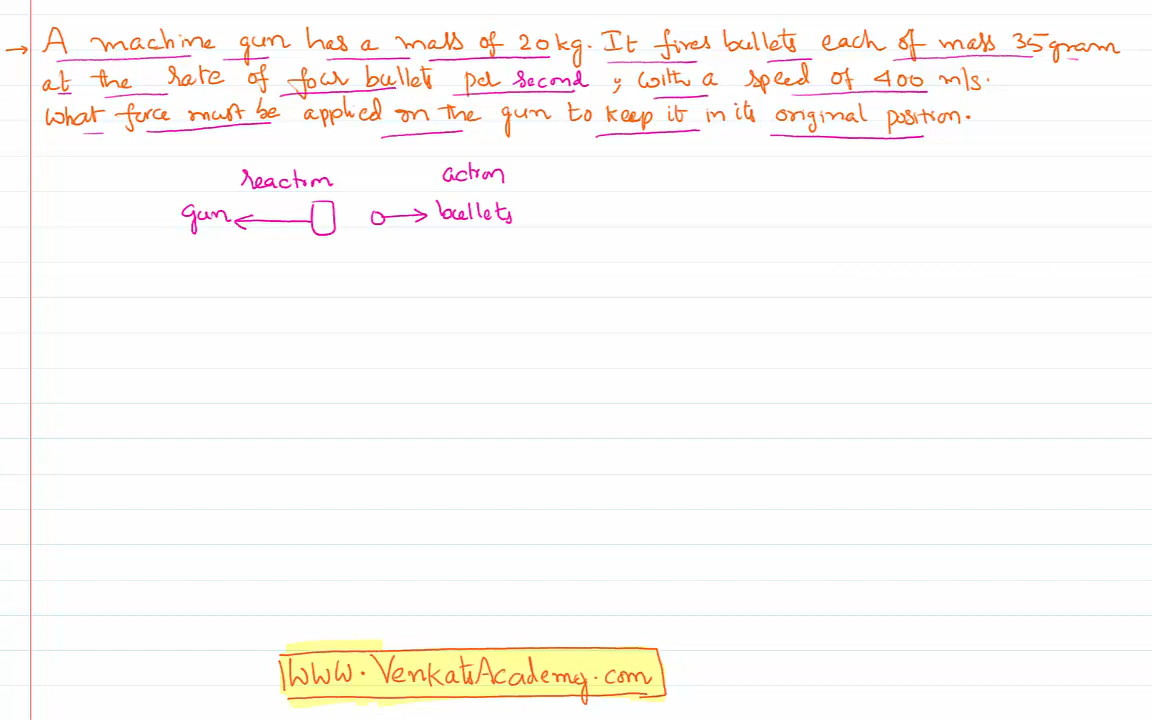 → A machine gun has a mass of 20kg. It fires bullets each of mass 35gram
at the rate of four bullet per second ; with a speed of 400 m/s.
What force must be applied on the gun to keep it in its original position.
reaction action
gun bullets
WWW.VenkatsAcademy.com